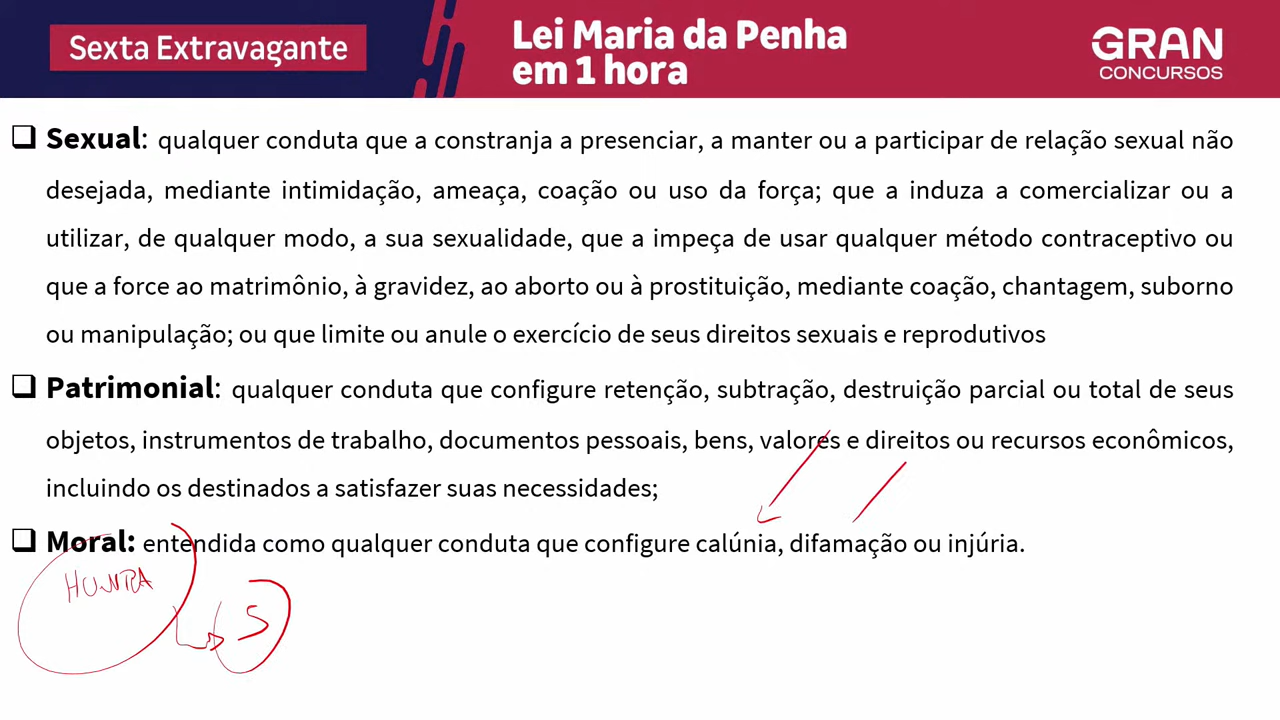 Sexta Extravagante
Lei Maria da Penha
em 1 hora
GRAN
CONCURSOS
Sexual: qualquer conduta que a constranja a presenciar, a manter ou a participar de relação sexual não
desejada, mediante intimidação, ameaça, coação ou uso da força; que a induza a comercializar ou a
utilizar, de qualquer modo, a sua sexualidade, que a impeça de usar qualquer método contraceptivo ou
que a force ao matrimônio, à gravidez, ao aborto ou à prostituição, mediante coação, chantagem, suborno
ou manipulação; ou que limite ou anule o exercício de seus direitos sexuais e reprodutivos
Patrimonial: qualquer conduta que configure retenção, subtração, destruição parcial ou total de seus
objetos, instrumentos de trabalho, documentos pessoais, bens, valores e direitos ou recursos econômicos,
incluindo os destinados a satisfazer suas necessidades;
Moral: entendida como qualquer conduta que configure calúnia, difamação ou injúria.
HONRA
S